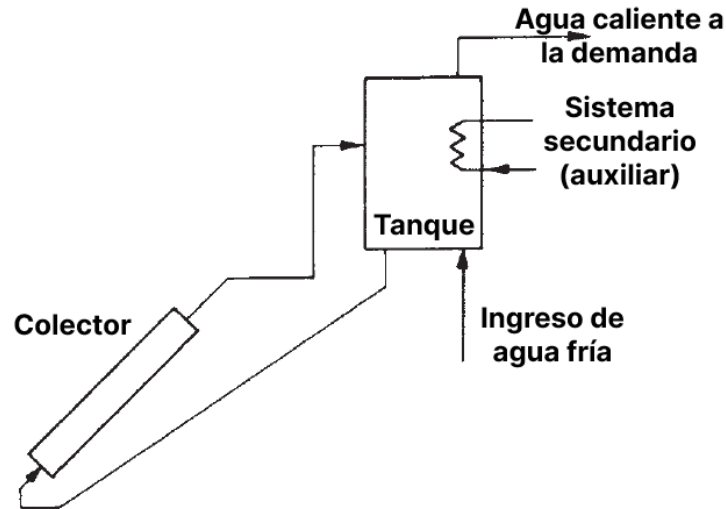 Agua caliente a
la demanda
Sistema
secundario
(auxiliar)
Tanque
Colector
Ingreso de
agua fría